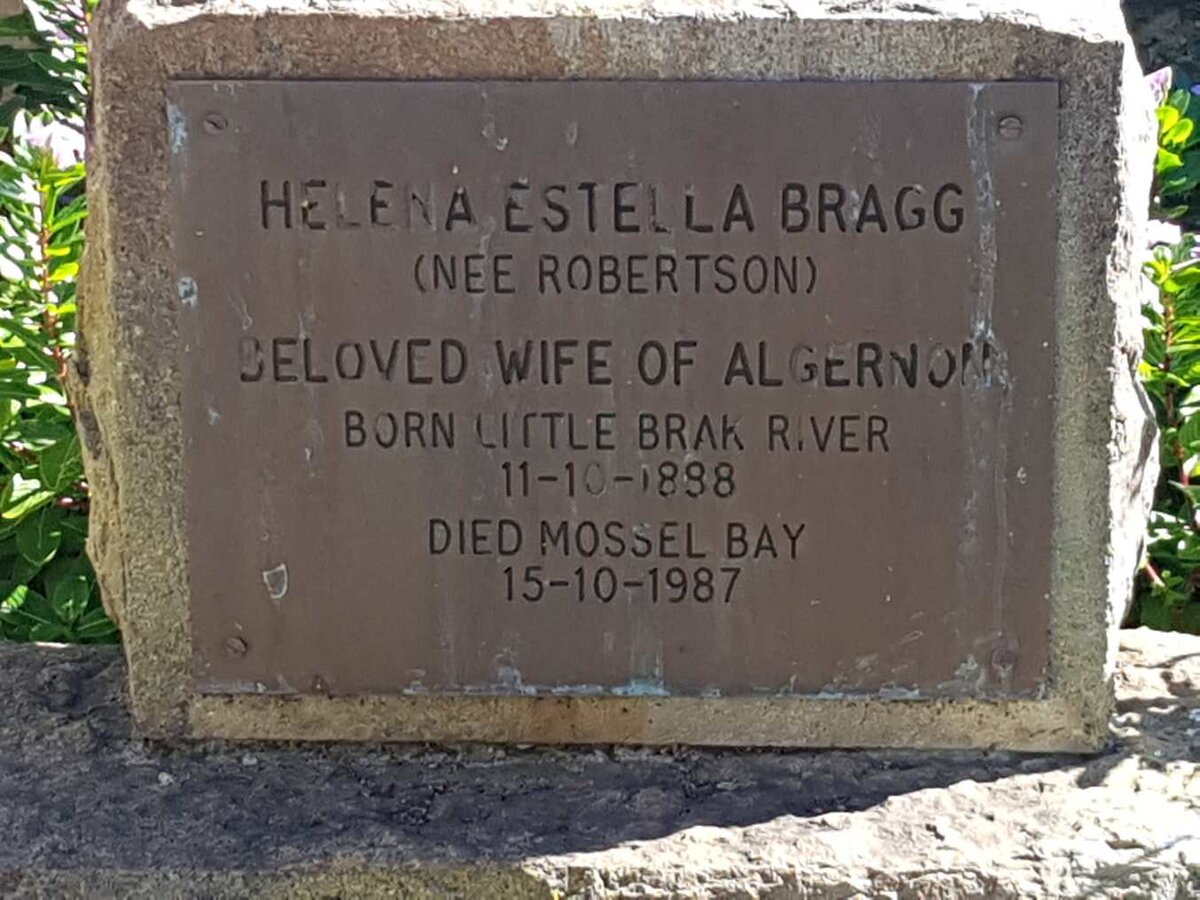 HELENA ESTELLA BRAGG
(NEE ROBERTSON)
BELOVED WIFE OF ALGERNON
BORN LITTLE BRAK RIVER
11-10-1898
DIED MOSSEL BAY
15-10-1987